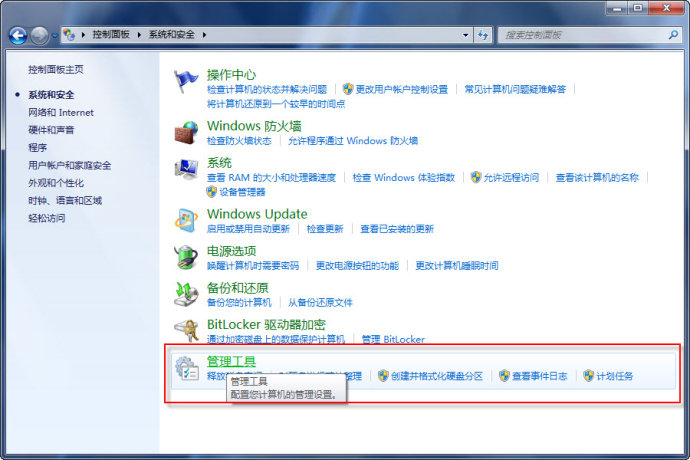 控制面板 ▸ 系统和安全 ▸
搜索控制面板
控制面板主页
系统和安全
网络和 Internet
硬件和声音
程序
用户帐户和家庭安全
外观和个性化
时钟、语言和区域
轻松访问
操作中心
检查计算机的状态并解决问题 更改用户帐户控制设置 常见计算机问题疑难解答
将计算机还原到一个较早的时间点
Windows 防火墙
检查防火墙状态 允许程序通过 Windows 防火墙
系统
查看 RAM 的大小和处理器速度 检查 Windows 体验指数 允许远程访问 查看该计算机的名称
设备管理器
Windows Update
启用或禁用自动更新 检查更新 查看已安装的更新
电源选项
唤醒计算机时需要密码 更改电源按钮的功能 更改计算机睡眠时间
备份和还原
备份您的计算机 从备份还原文件
BitLocker 驱动器加密
通过加密磁盘上的数据保护计算机 管理 BitLocker
管理工具
释放 整理 创建并格式化硬盘分区 查看事件日志 计划任务
管理工具
配置您计算机的管理设置。